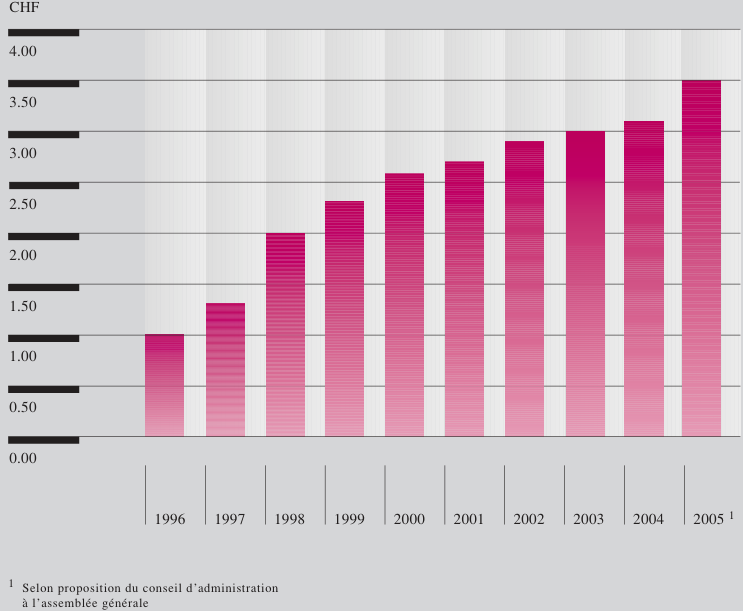 CHF
4.00
3.50
3.00
2.50
2.00
1.50
1.00
0.50
0.00
1996 1997 1998 1999 2000 2001 2002 2003 2004 2005 1
1 Selon proposition du conseil d’administration
à l’assemblée générale